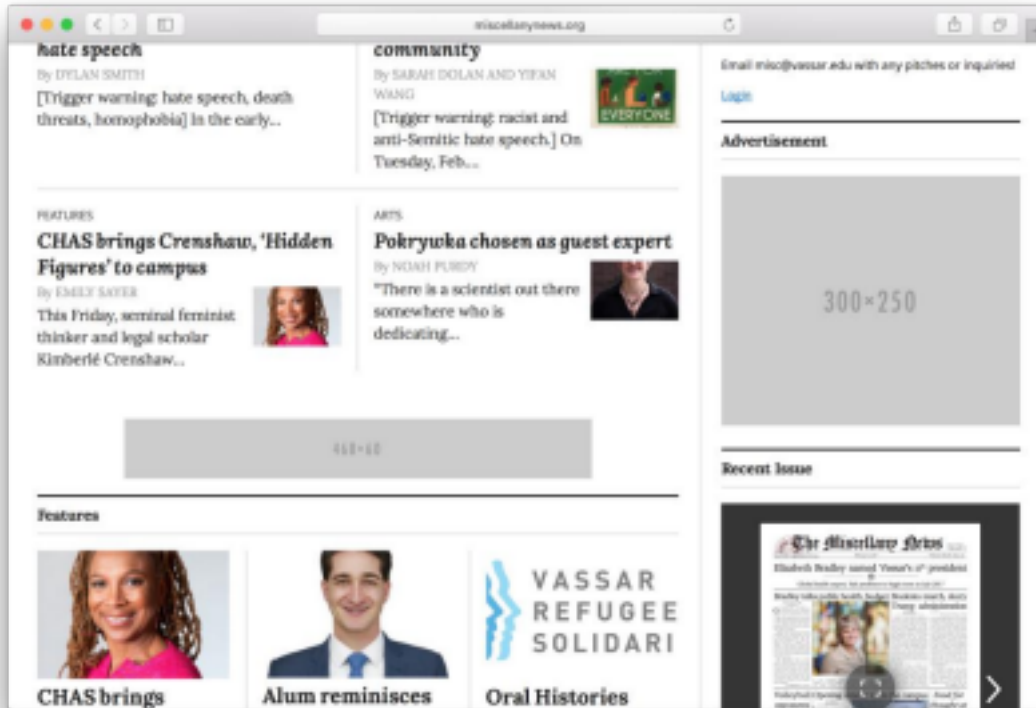 miscellanynews.org
hate speech
By DYLAN SMITH
[Trigger warning: hate speech, death
threats, homophobia] In the early...
community
By SARAH DOLAN AND YIFAN
WANG
[Trigger warning: racist and
anti-Semitic hate speech.] On
Tuesday, Feb....
EVERYONE
FEATURES
CHAS brings Crenshaw, ‘Hidden
Figures’ to campus
By EMILY SAYER
This Friday, seminal feminist
thinker and legal scholar
Kimberlé Crenshaw...
ARTS
Pokrywka chosen as guest expert
By NOAH PURDY
"There is a scientist out there
somewhere who is
dedicating...
468×60
Features
CHAS brings
Alum reminisces
VASSAR
REFUGEE
SOLIDARI
Oral Histories
Email misc@vassar.edu with any pitches or inquiries!
Login
Advertisement
300×250
Recent Issue
The Miscellany News
Elizabeth Bradley named Vassar's 11th president